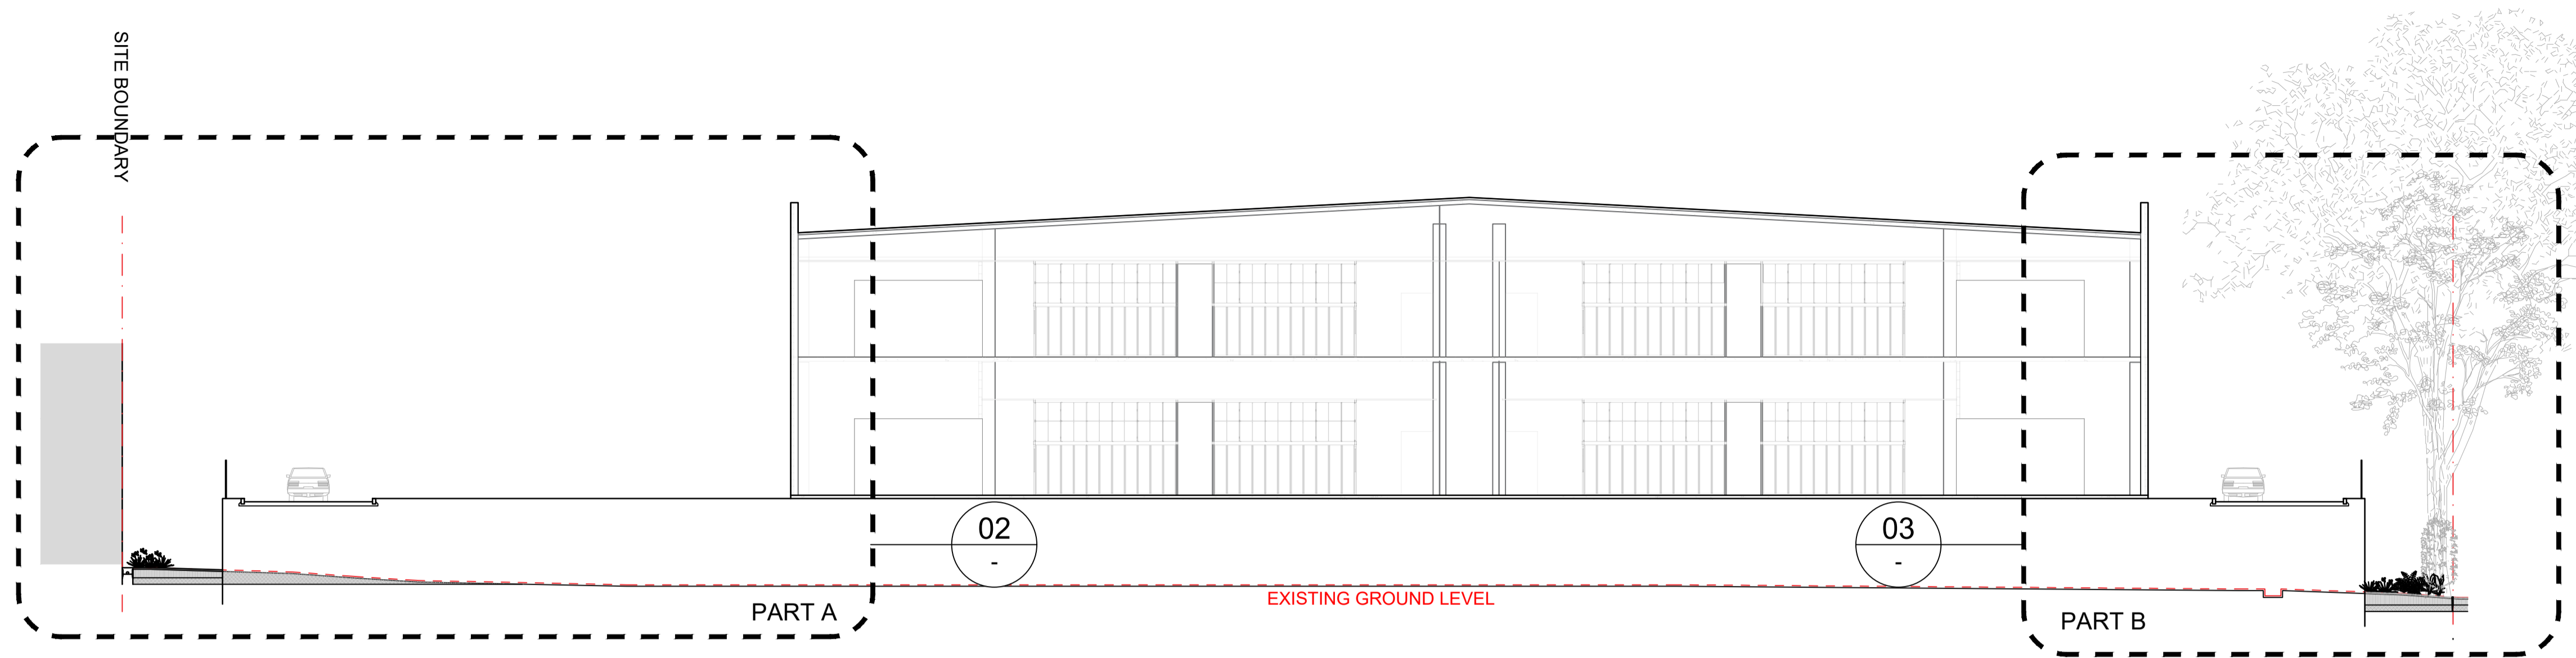 SITE BOUNDARY
02
-
03
-
EXISTING GROUND LEVEL
PART A
PART B